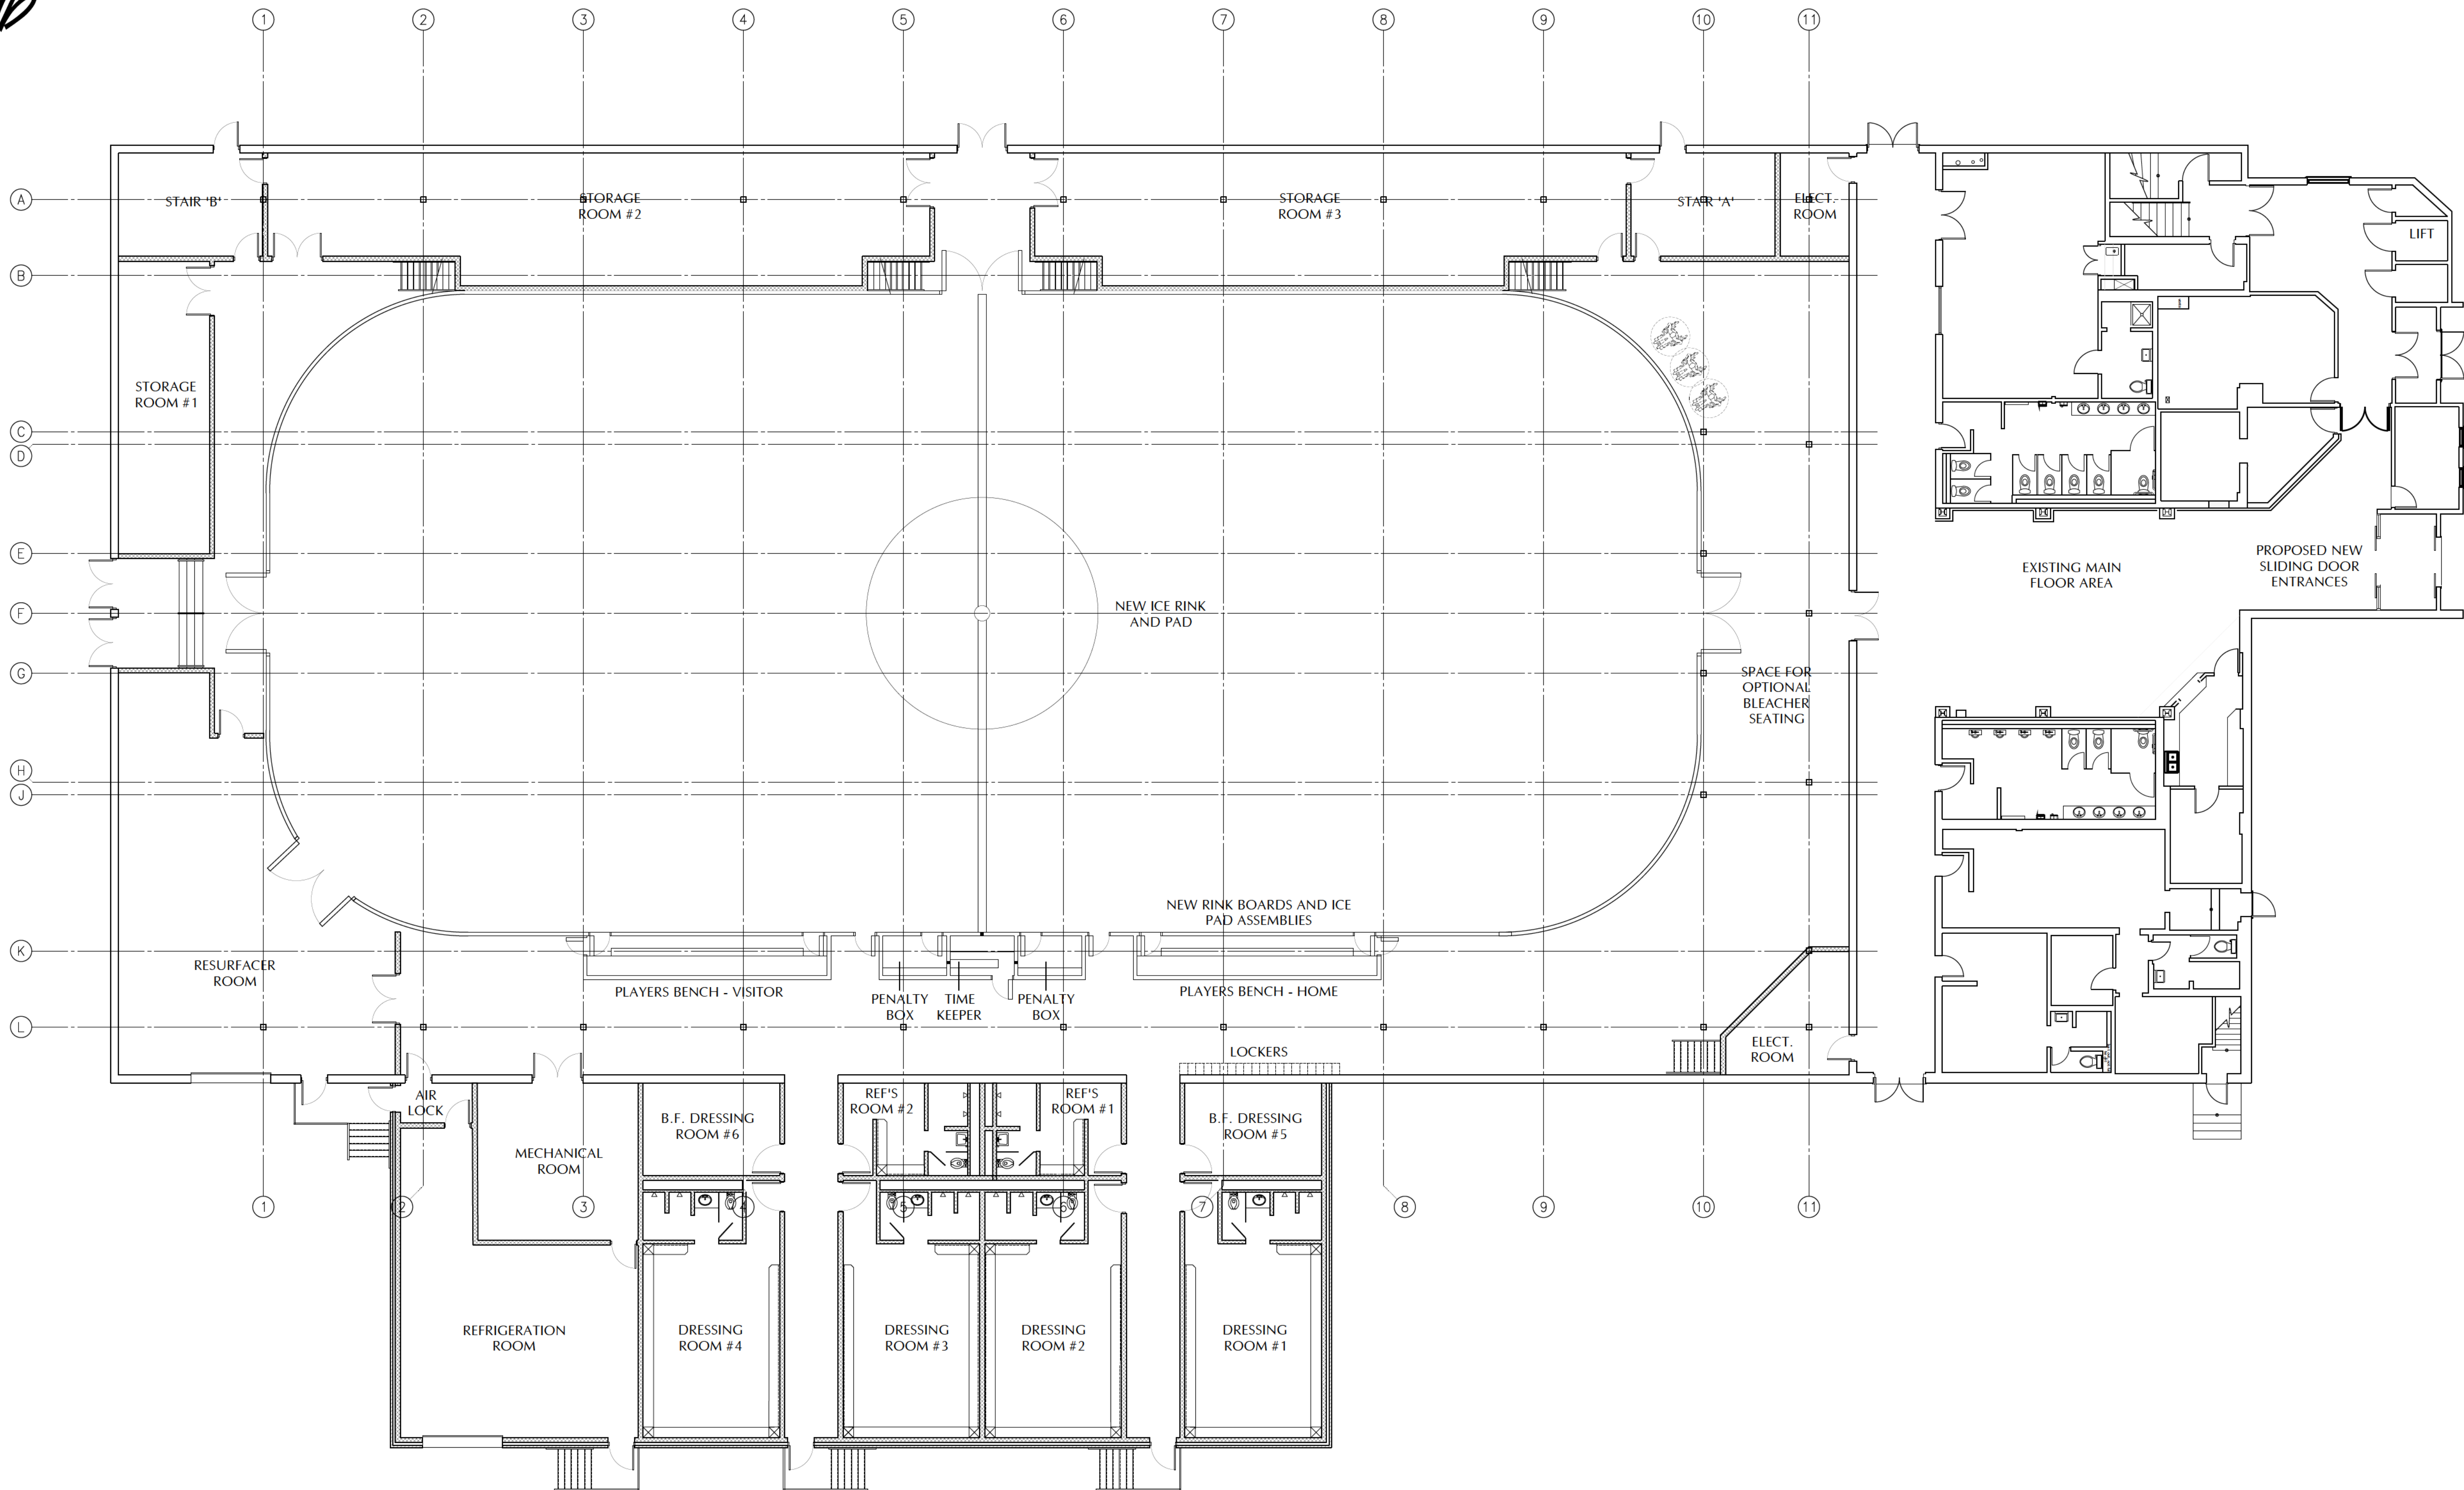 1 2 3 4 5 6 7 8 9 10 11
A
STAIR 'B'
STORAGE
ROOM #2
STORAGE
ROOM #3
STAIR 'A'
ELECT.
ROOM
LIFT
B
STORAGE
ROOM #1
C
D
E
PROPOSED NEW
SLIDING DOOR
ENTRANCES
EXISTING MAIN
FLOOR AREA
F
NEW ICE RINK
AND PAD
G
SPACE FOR
OPTIONAL
BLEACHER
SEATING
H
J
NEW RINK BOARDS AND ICE
PAD ASSEMBLIES
K
RESURFACER
ROOM
PLAYERS BENCH - VISITOR
PENALTY
BOX
TIME
KEEPER
PENALTY
BOX
PLAYERS BENCH - HOME
L
LOCKERS
ELECT.
ROOM
AIR
LOCK
MECHANICAL
ROOM
B.F. DRESSING
ROOM #6
REF'S
ROOM #2
REF'S
ROOM #1
B.F. DRESSING
ROOM #5
1 2 3 4 5 6 7 8 9 10 11
REFRIGERATION
ROOM
DRESSING
ROOM #4
DRESSING
ROOM #3
DRESSING
ROOM #2
DRESSING
ROOM #1